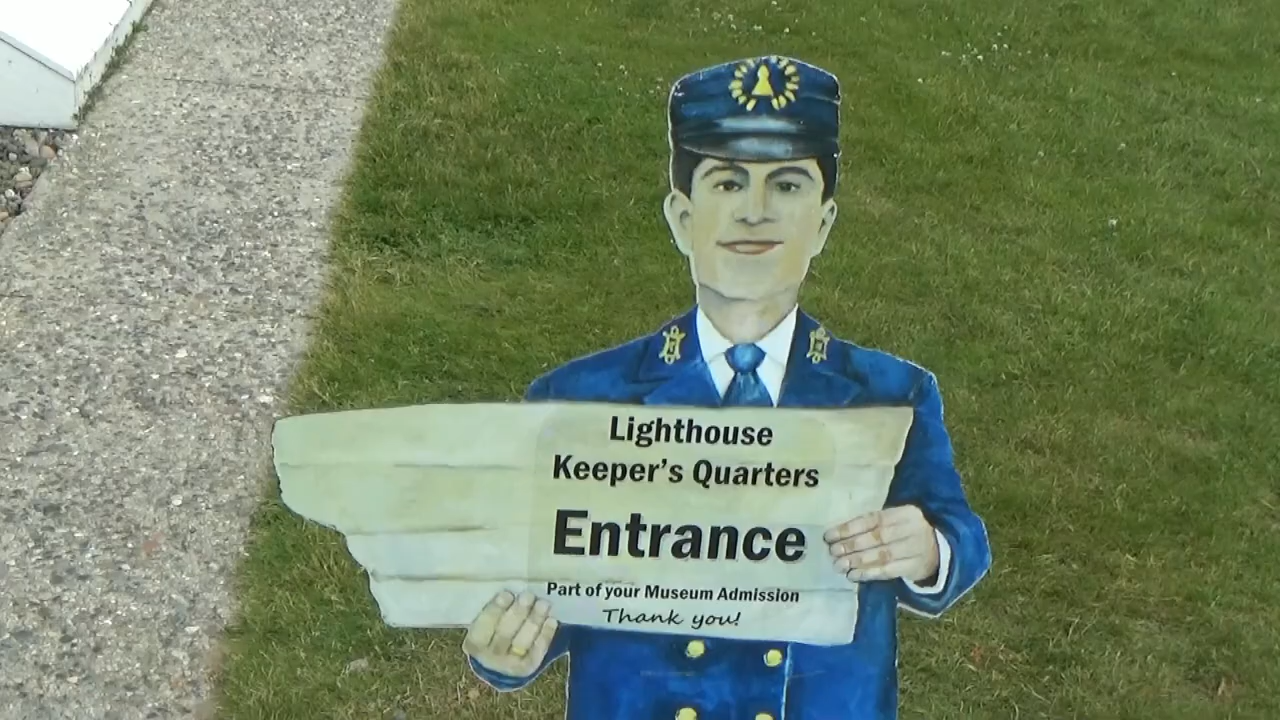 Lighthouse
Keeper's Quarters
Entrance
Part of your Museum Admission
Thank you!